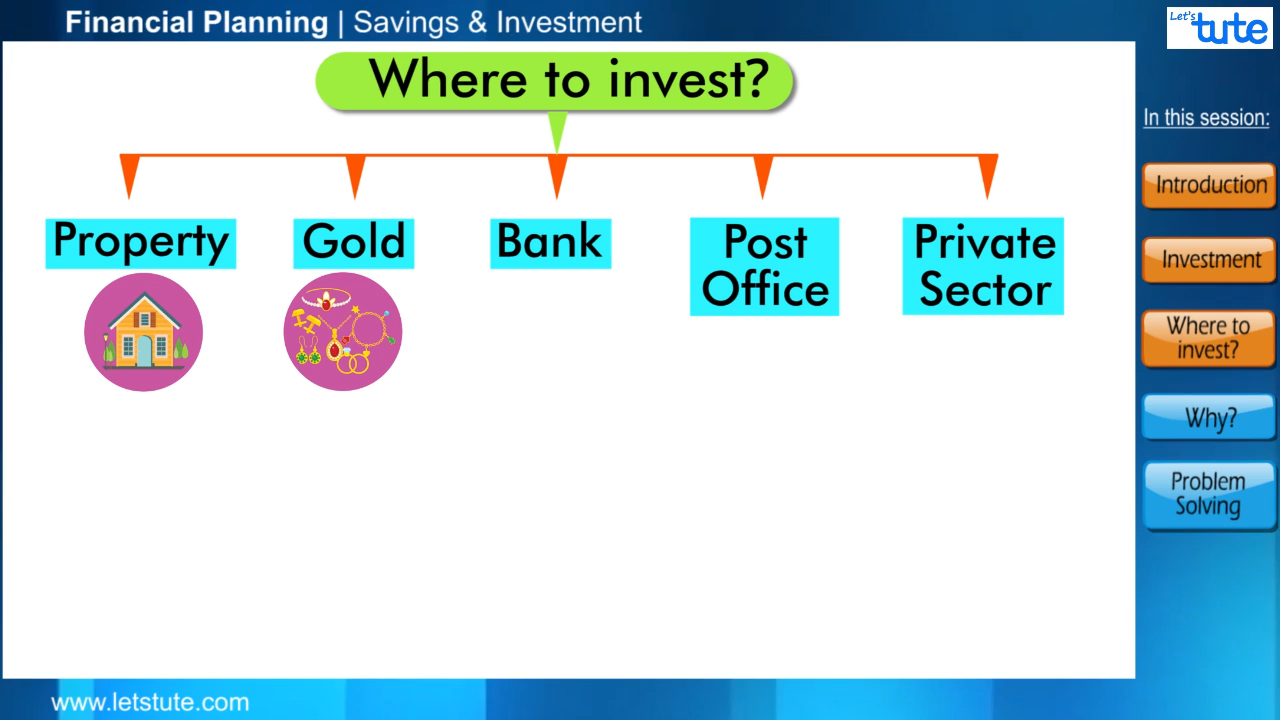 Financial Planning | Savings & Investment
Let's
tute
Where to invest?
Property
Gold
Bank
Post
Office
Private
Sector
In this session:
Introduction
Investment
Where to
invest?
Why?
Problem
Solving
www.letstute.com